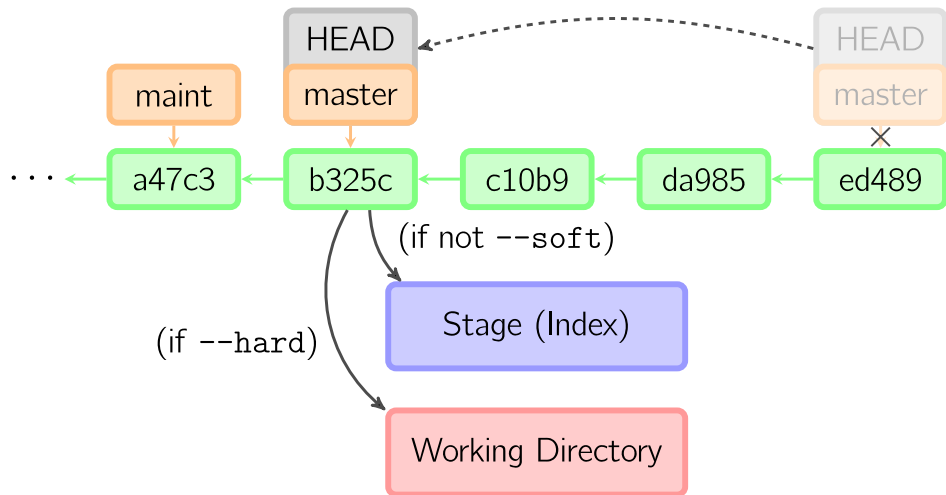 HEAD
HEAD
maint
master
master
··· a47c3 b325c c10b9 da985 ed489
(if not --soft)
Stage (Index)
(if --hard)
Working Directory